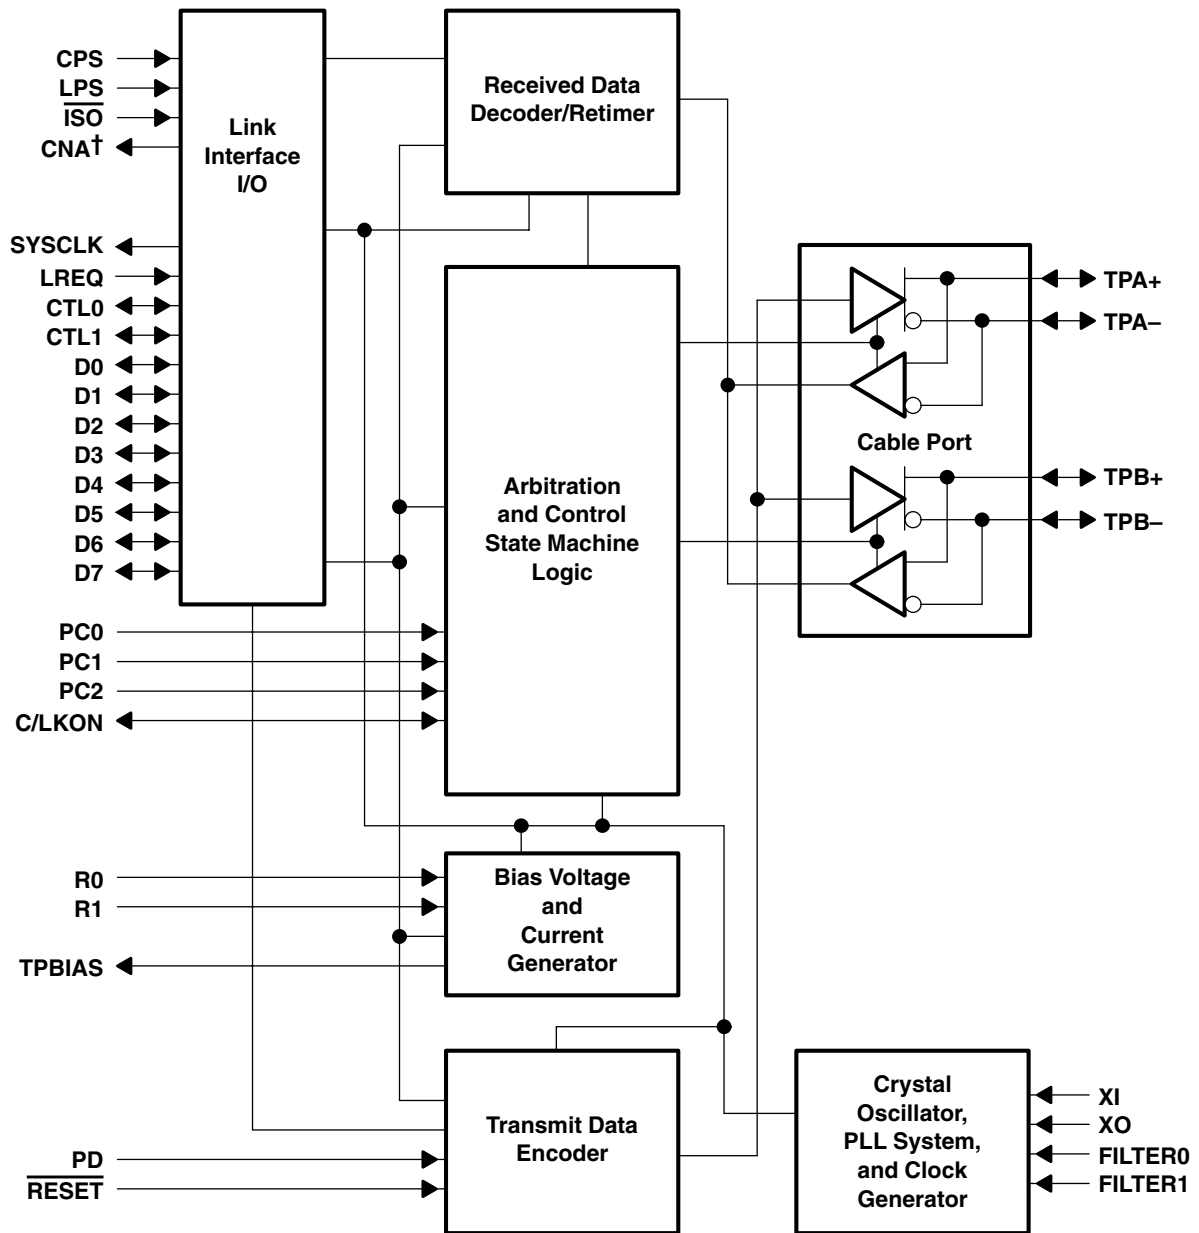 CPS
LPS
ISO
CNA†
SYSCLK
LREQ
CTL0
CTL1
D0
D1
D2
D3
D4
D5
D6
D7
PC0
PC1
PC2
C/LKON
R0
R1
TPBIAS
PD
RESET
Link
Interface
I/O
Received Data
Decoder/Retimer
Arbitration
and Control
State Machine
Logic
Bias Voltage
and
Current
Generator
Transmit Data
Encoder
Cable Port
TPA+
TPA–
TPB+
TPB–
Crystal
Oscillator,
PLL System,
and Clock
Generator
XI
XO
FILTER0
FILTER1